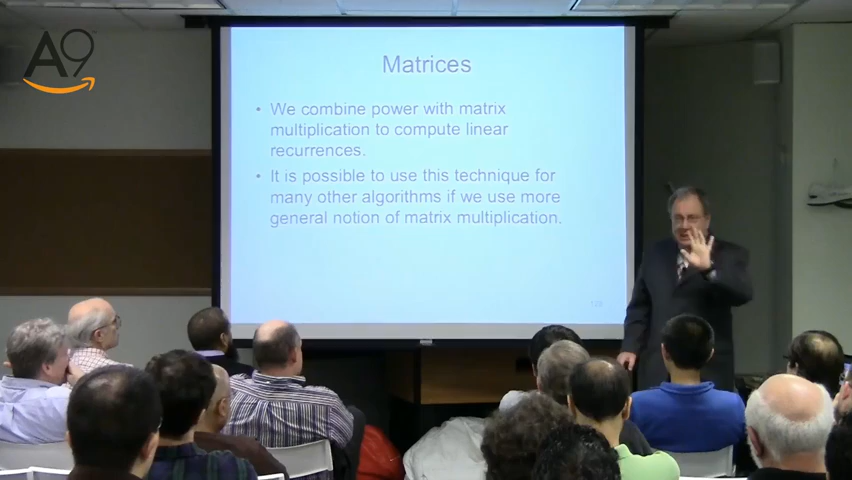 A9
Matrices
• We combine power with matrix
multiplication to compute linear
recurrences.
• It is possible to use this technique for
many other algorithms if we use more
general notion of matrix multiplication.